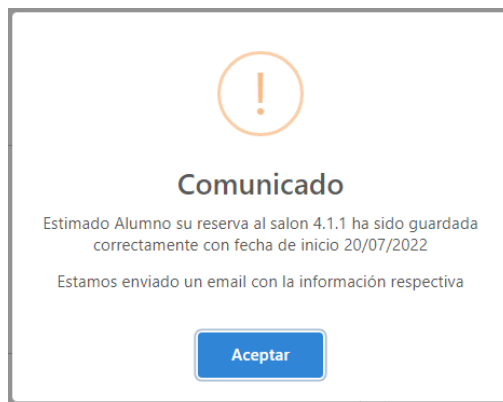 Comunicado
Estimado Alumno su reserva al salon 4.1.1 ha sido guardada
correctamente con fecha de inicio 20/07/2022
Estamos enviado un email con la información respectiva
Aceptar